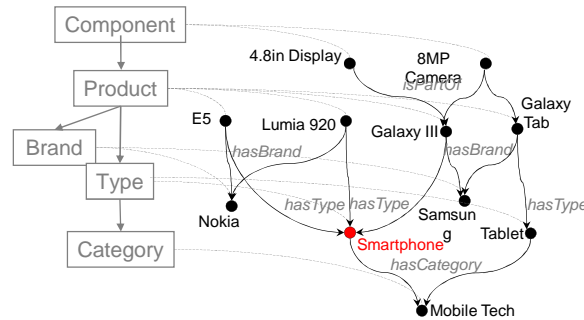 Component
4.8in Display
8MP
Camera
isPartOf
Product
E5
Lumia 920
Galaxy III
Galaxy
Tab
Brand
hasBrand
hasBrand
Type
hasType
hasType
hasType
Nokia
Samsun
g
Smartphone
Tablet
Category
hasCategory
Mobile Tech